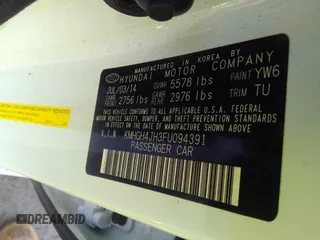 MANUFACTURED IN KOREA BY
HYUNDAI MOTOR COMPANY
JUL/03/14 GVWR 5578 lbs PAINT YW6
GAWR FRONT 2756 lbs GAWR REAR 2976 lbs TRIM TU
THIS VEHICLE CONFORMS TO ALL APPLICABLE
FEDERAL MOTOR VEHICLE SAFETY, BUMPER, AND
THEFT PREVENTION STANDARDS IN EFFECT ON
THE DATE OF MANUFACTURE SHOWN ABOVE.
V.I.N KMHGH4JH3FU094391
PASSENGER CAR
DREAMBID